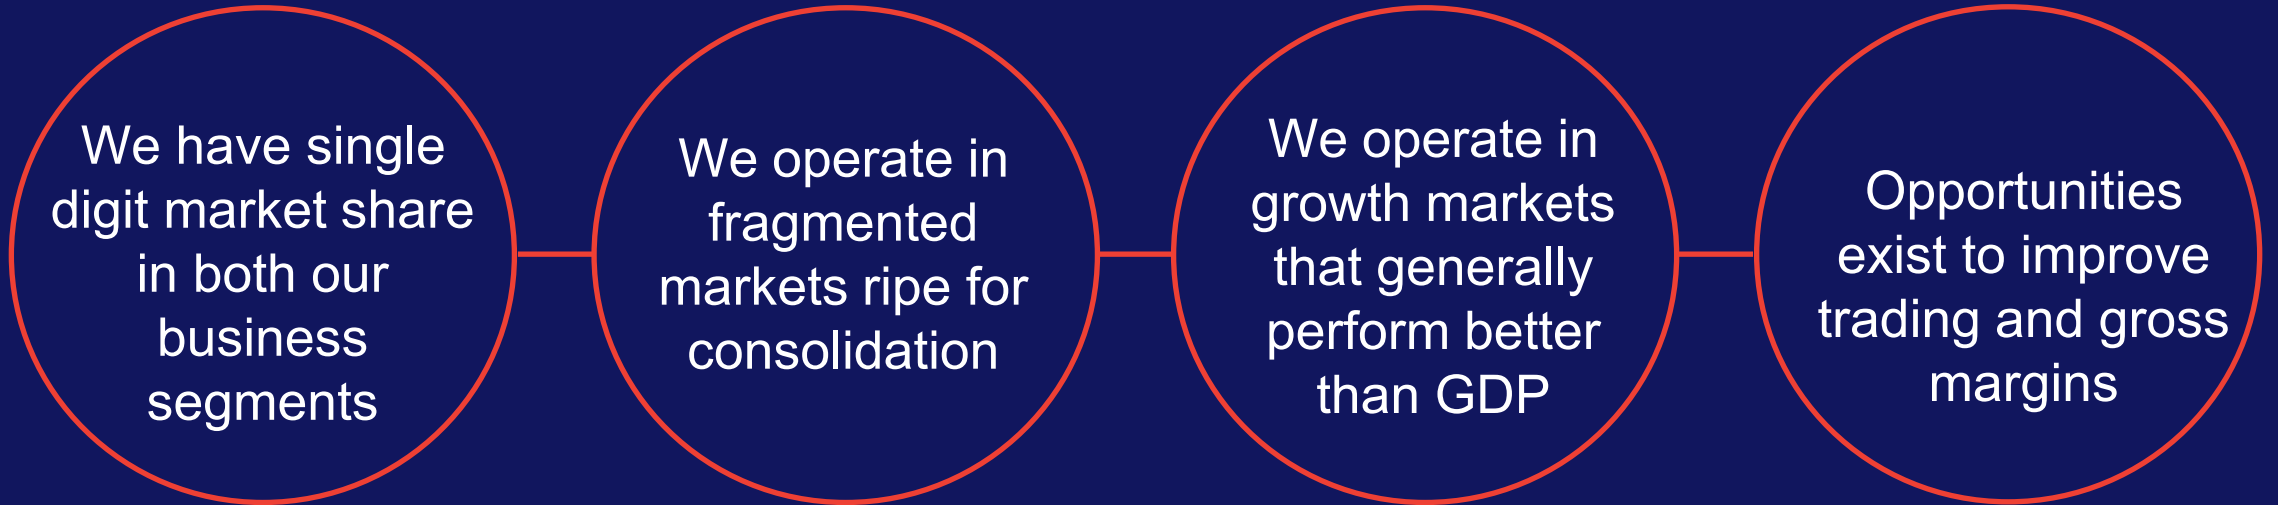 We have single
digit market share
in both our
business
segments
We operate in
fragmented
markets ripe for
consolidation
We operate in
growth markets
that generally
perform better
than GDP
Opportunities
exist to improve
trading and gross
margins